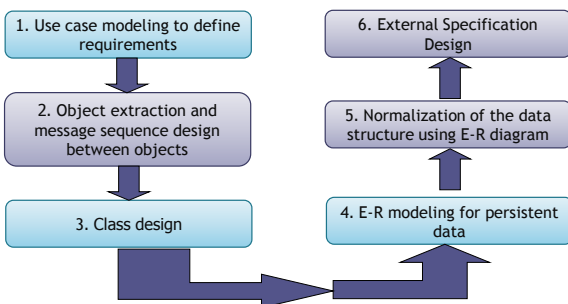 1. Use case modeling to define
requirements
2. Object extraction and
message sequence design
between objects
3. Class design
4. E-R modeling for persistent
data
5. Normalization of the data
structure using E-R diagram
6. External Specification
Design